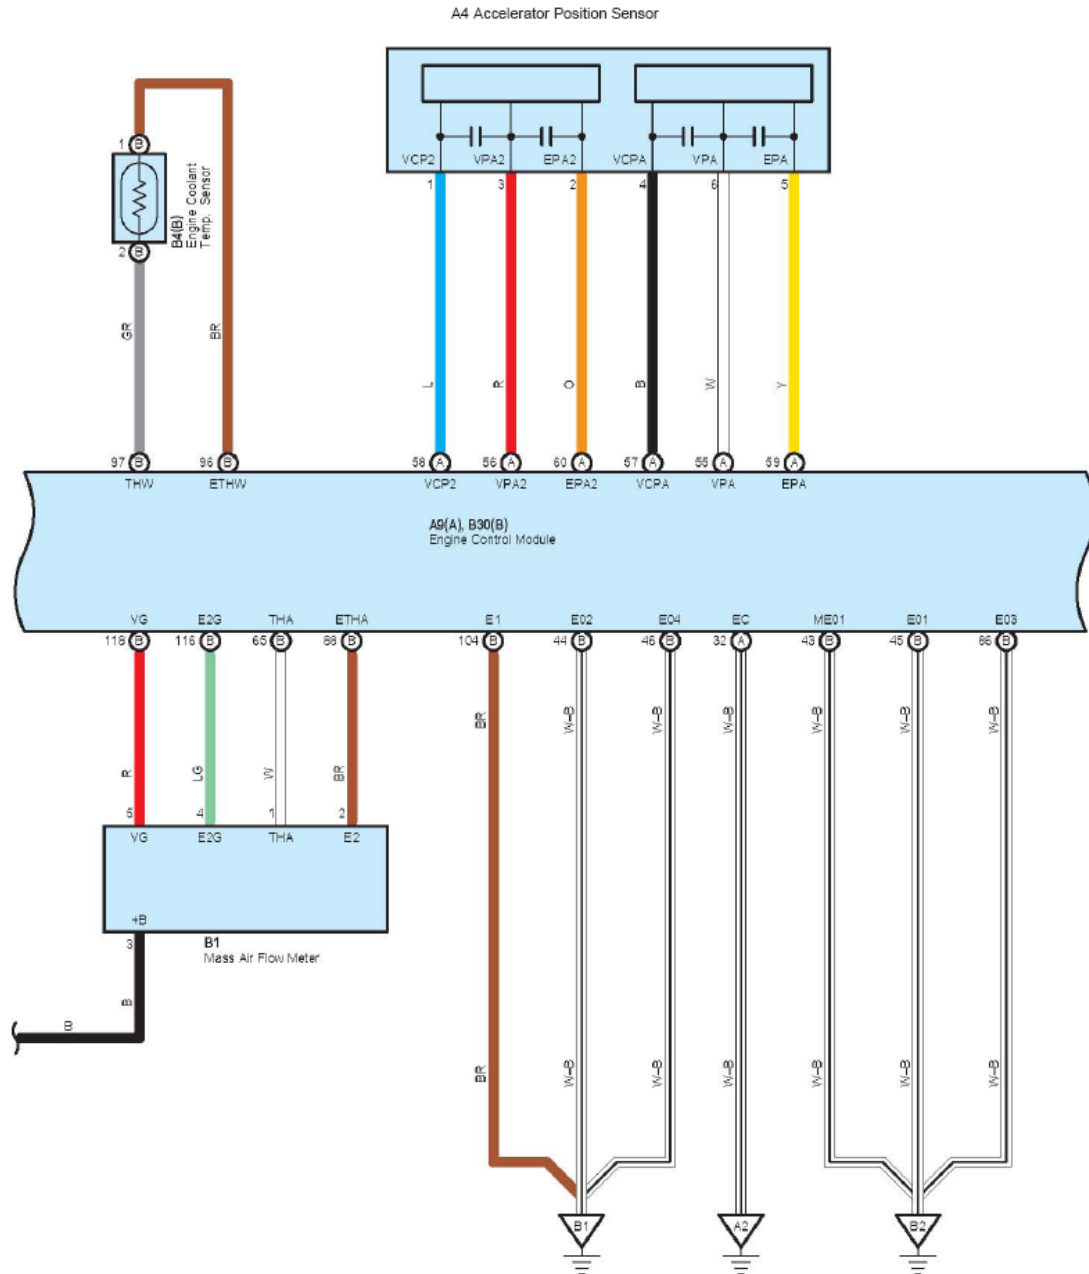 A4 Accelerator Position Sensor
VCP2 VPA2 EPA2 VCPA VPA EPA
1 3 2 4 6 5
1 B
B4(B)
Engine Coolant
Temp. Sensor
2 B
GR BR L R O B W Y
97 B 96 B 58 A 56 A 60 A 57 A 55 A 59 A
THW ETHW VCP2 VPA2 EPA2 VCPA VPA EPA
A9(A), B30(B)
Engine Control Module
VG E2G THA ETHA E1 E02 E04 EC ME01 E01 E03
118 B 116 B 65 B 88 B 104 B 44 B 46 B 32 A 43 B 45 B 66 B
BR W-B W-B W-B W-B W-B W-B
R LG W BR
5 4 1 2
VG E2G THA E2
+B
3
B1
Mass Air Flow Meter
B
B
BR W-B W-B W-B W-B W-B W-B
B1 A2 B2